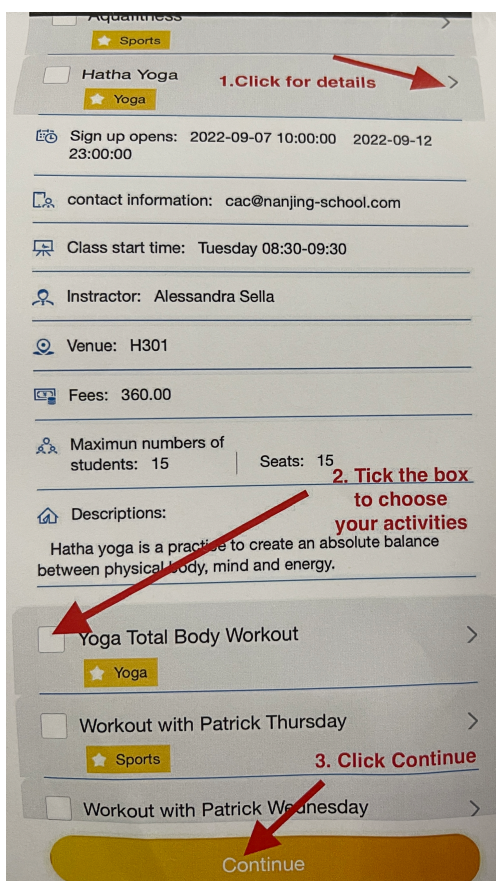 Aquafitness
Sports
Hatha Yoga
1.Click for details
Yoga
Sign up opens: 2022-09-07 10:00:00 2022-09-12
23:00:00
contact information: cac@nanjing-school.com
Class start time: Tuesday 08:30-09:30
Instructor: Alessandra Sella
Venue: H301
Fees: 360.00
Maximun numbers of
students: 15 Seats: 15
2. Tick the box
to choose
your activities
Descriptions:
Hatha yoga is a practise to create an absolute balance
between physical body, mind and energy.
Yoga Total Body Workout
Yoga
Workout with Patrick Thursday
Sports
3. Click Continue
Workout with Patrick Wednesday
Continue